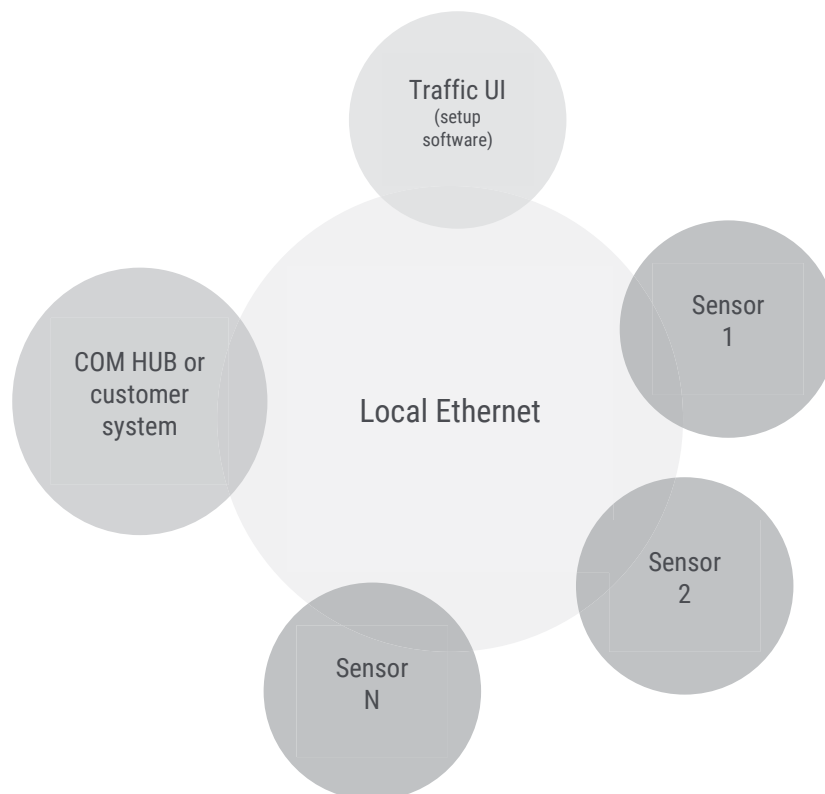 Traffic UI
(setup
software)
Sensor
1
COM HUB or
customer
system
Local Ethernet
Sensor
2
Sensor
N